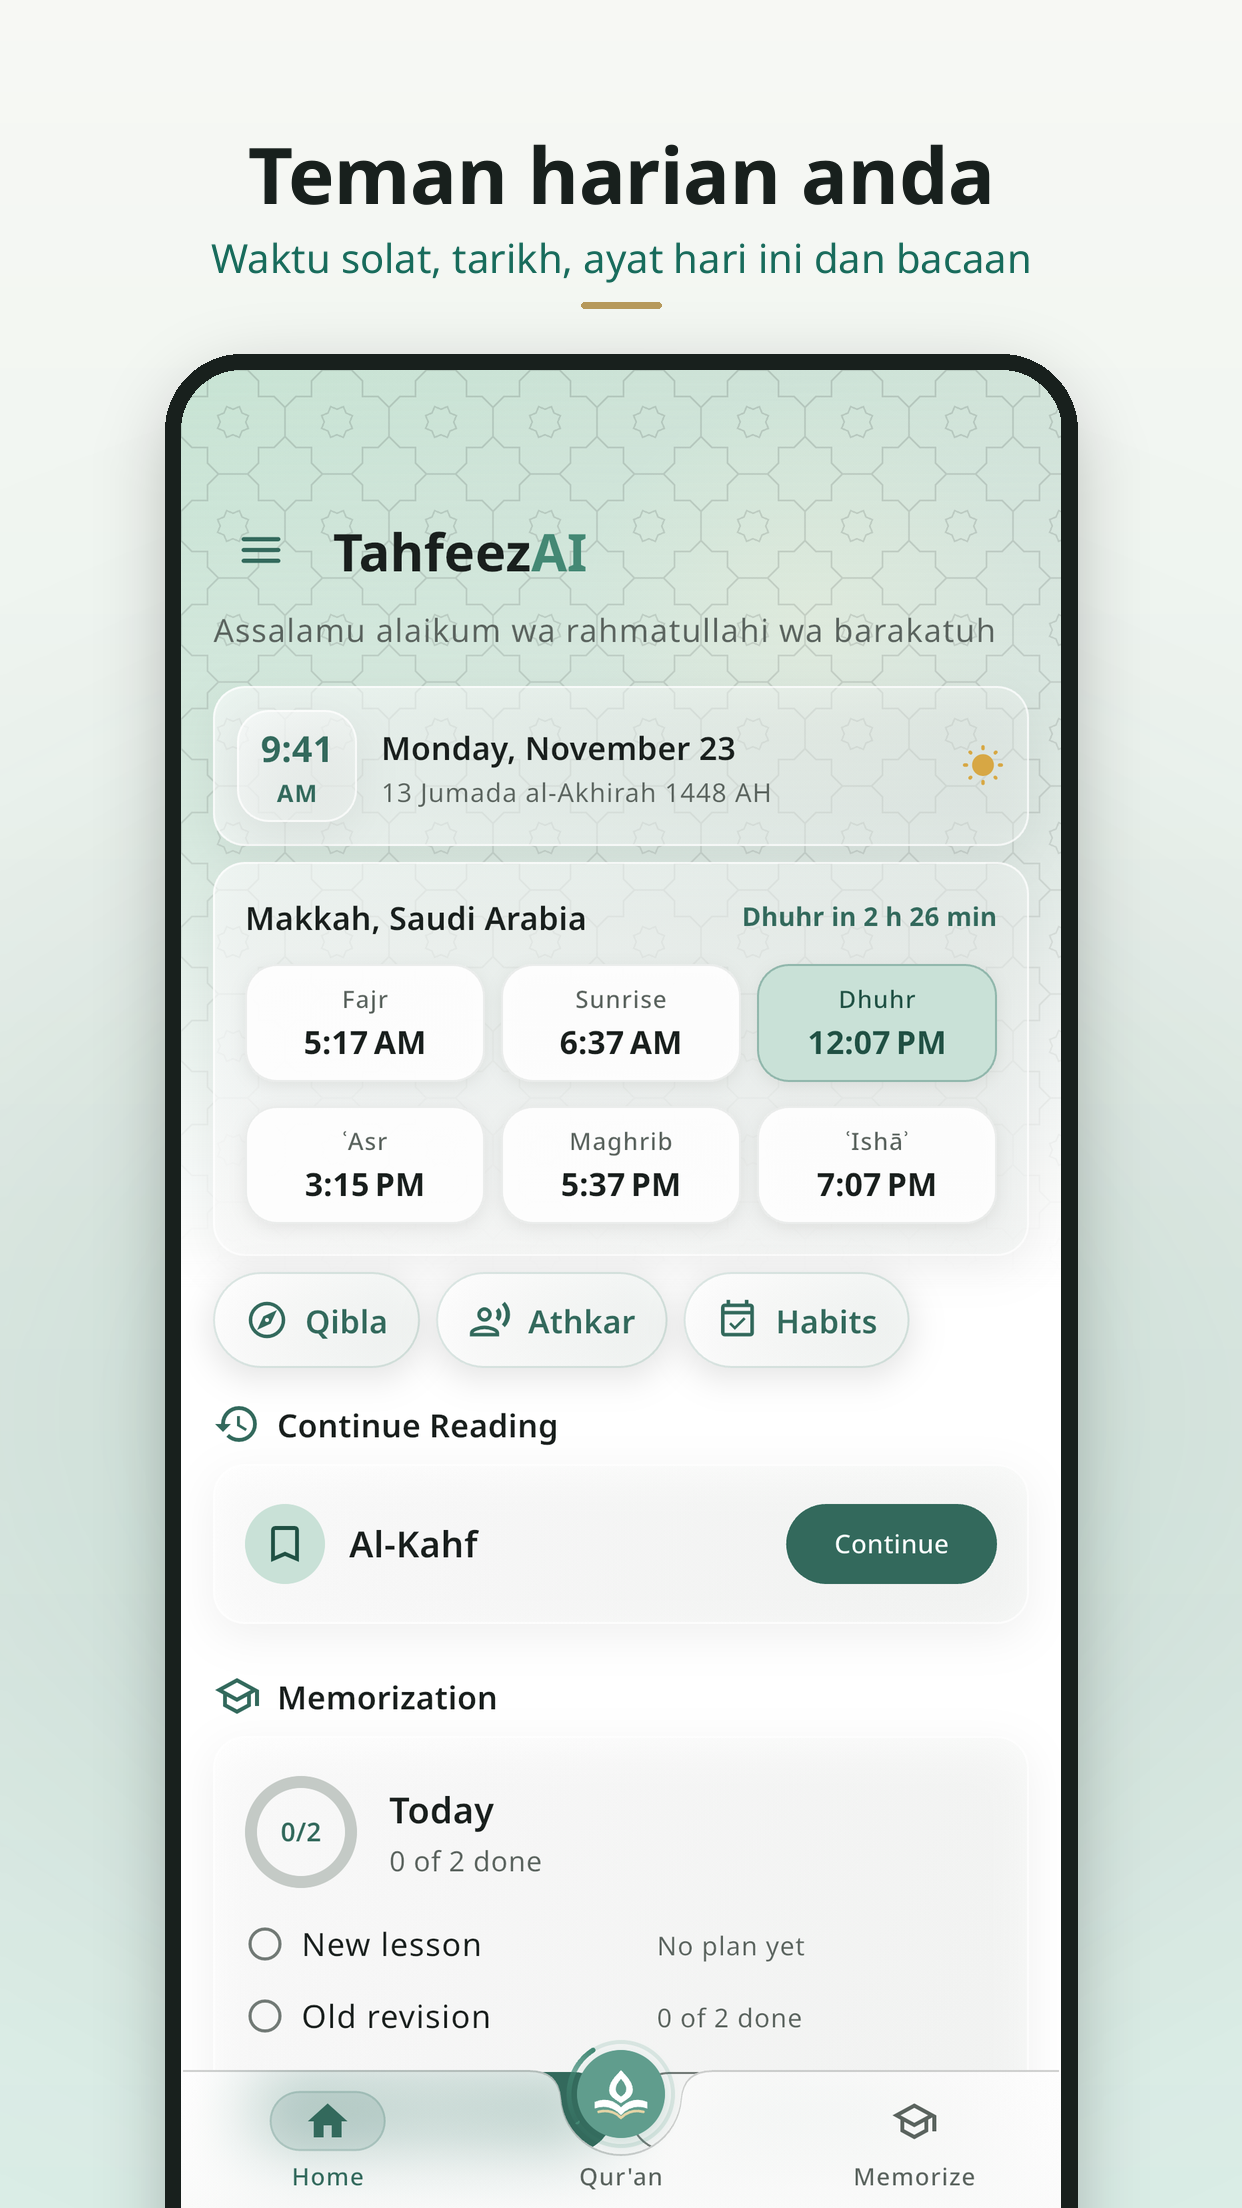 Teman harian anda
Waktu solat, tarikh, ayat hari ini dan bacaan
TahfeezAI
Assalamu alaikum wa rahmatullahi wa barakatuh
9:41
AM
Monday, November 23
13 Jumada al-Akhirah 1448 AH
Makkah, Saudi Arabia
Dhuhr in 2 h 26 min
Fajr
5:17 AM
Sunrise
6:37 AM
Dhuhr
12:07 PM
ʿAsr
3:15 PM
Maghrib
5:37 PM
ʿIshāʾ
7:07 PM
Qibla
Athkar
Habits
Continue Reading
Al-Kahf
Continue
Memorization
0/2
Today
0 of 2 done
New lesson
No plan yet
Old revision
0 of 2 done
Home
Qur'an
Memorize